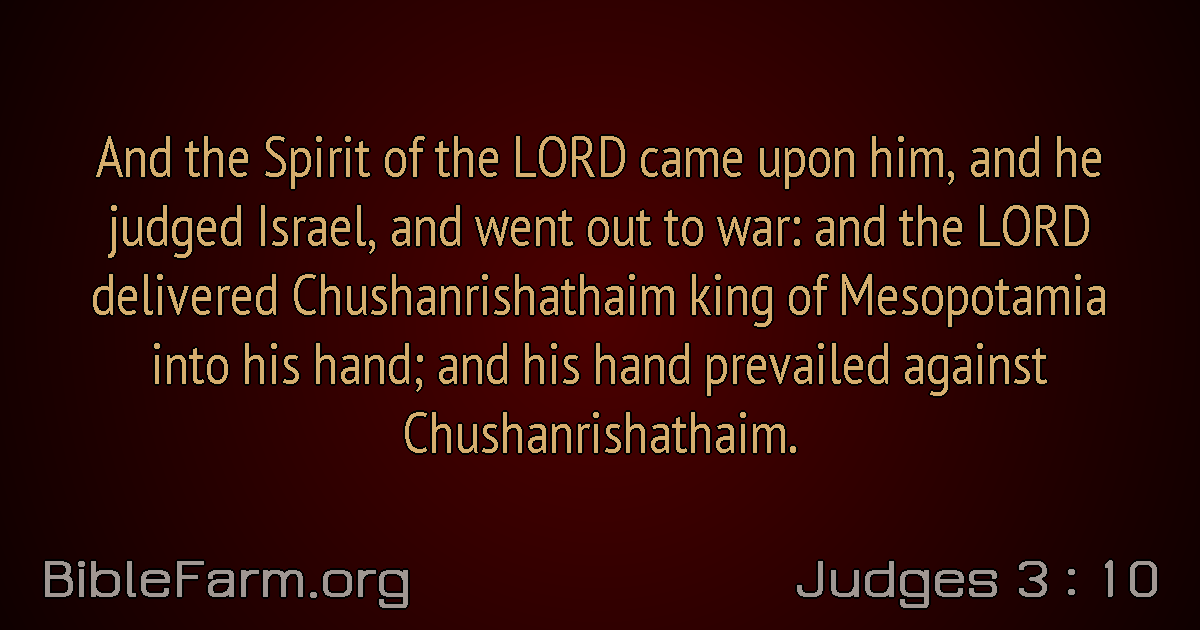 And the Spirit of the LORD came upon him, and he
judged Israel, and went out to war: and the LORD
delivered Chushanrishathaim king of Mesopotamia
into his hand; and his hand prevailed against
Chushanrishathaim.
BibleFarm.org
Judges 3 : 10